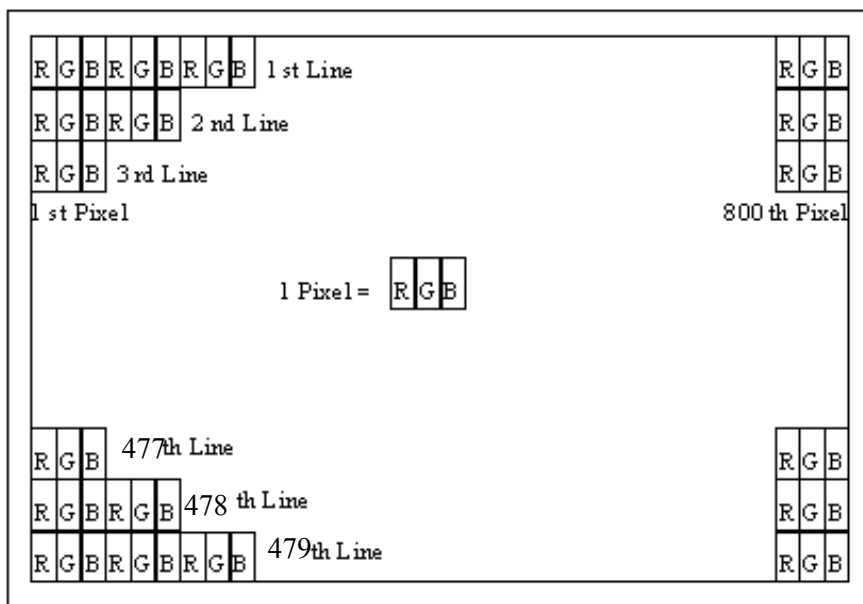 R G B R G B R G B 1 st Line R G B
R G B R G B 2 nd Line R G B
R G B 3 rd Line R G B
1 st Pixel 800 th Pixel
1 Pixel = R G B
R G B 477th Line R G B
R G B R G B 478 th Line R G B
R G B R G B R G B 479th Line R G B